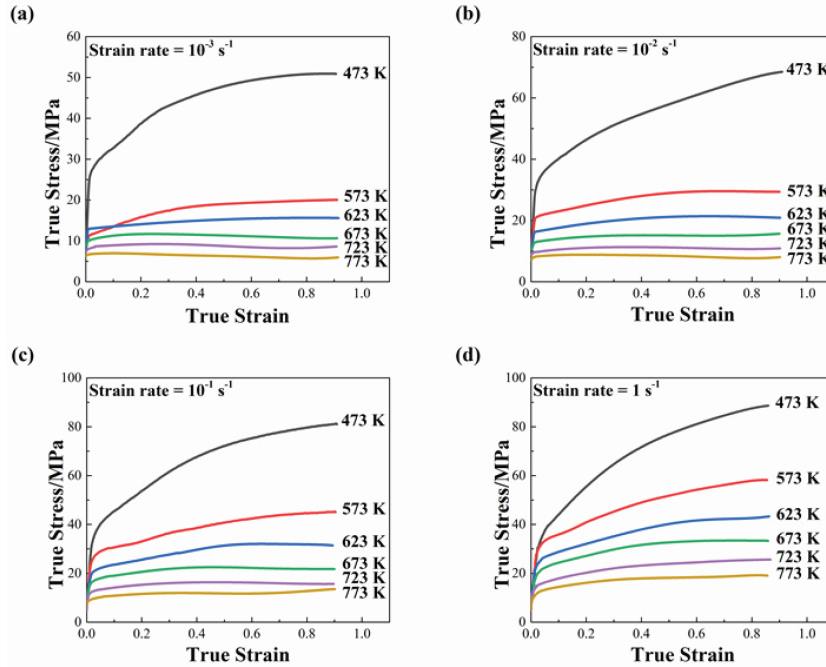 (a)
Strain rate = 10⁻³ s⁻¹
True Stress/MPa
60
50
40
30
20
10
0
473 K
573 K
623 K
673 K
723 K
773 K
0.0 0.2 0.4 0.6 0.8 1.0
True Strain
(b)
Strain rate = 10⁻² s⁻¹
True Stress/MPa
80
60
40
20
0
473 K
573 K
623 K
673 K
723 K
773 K
0.0 0.2 0.4 0.6 0.8 1.0
True Strain
(c)
Strain rate = 10⁻¹ s⁻¹
True Stress/MPa
100
80
60
40
20
0
473 K
573 K
623 K
673 K
723 K
773 K
0.0 0.2 0.4 0.6 0.8 1.0
True Strain
(d)
Strain rate = 1 s⁻¹
True Stress/MPa
100
80
60
40
20
0
473 K
573 K
623 K
673 K
723 K
773 K
0.0 0.2 0.4 0.6 0.8 1.0
True Strain